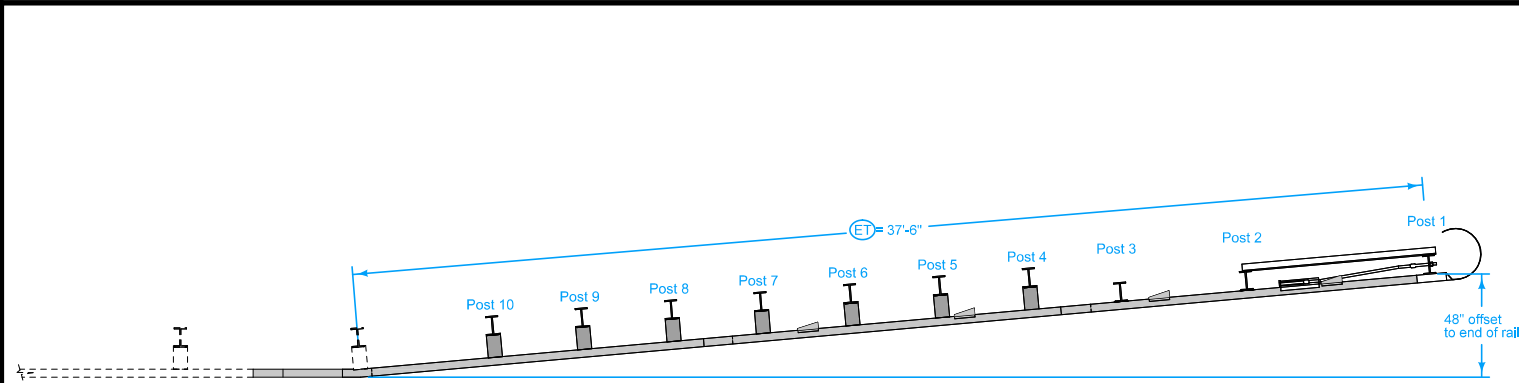 ET = 37'-6"
Post 1
Post 2
Post 3
Post 4
Post 5
Post 6
Post 7
Post 8
Post 9
Post 10
48" offset
to end of rail